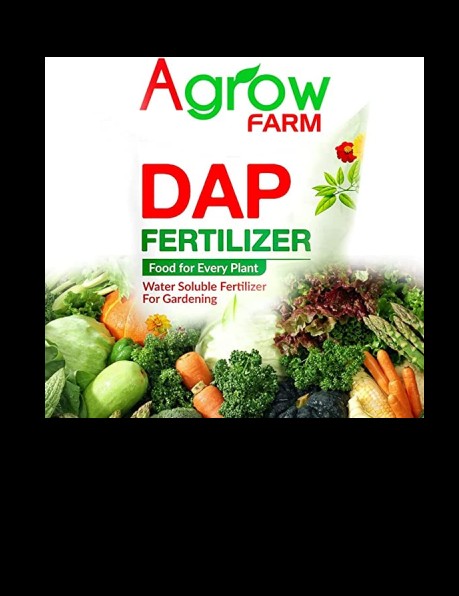 Agrow
FARM
DAP
FERTILIZER
Food for Every Plant
Water Soluble Fertilizer
For Gardening